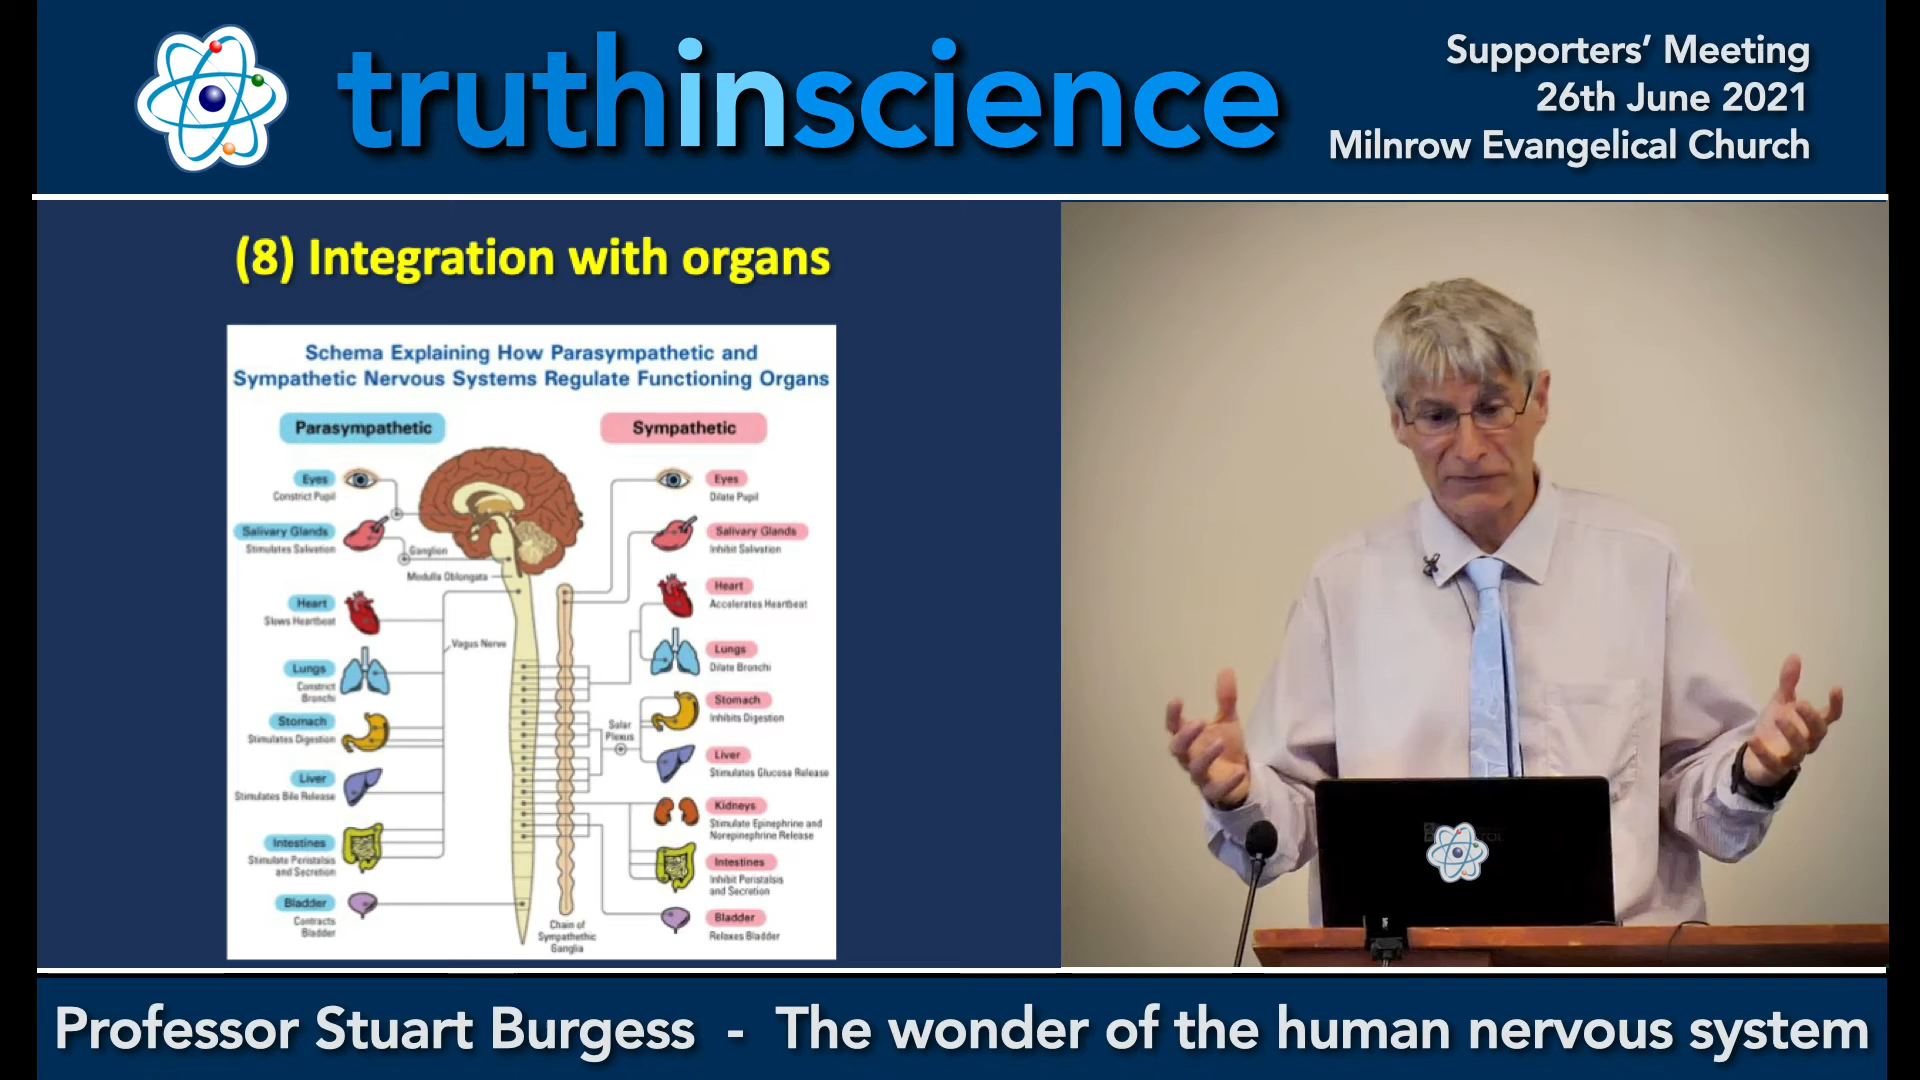 truthinscience
Supporters' Meeting
26th June 2021
Milnrow Evangelical Church
(8) Integration with organs
Schema Explaining How Parasympathetic and
Sympathetic Nervous Systems Regulate Functioning Organs
Parasympathetic
Sympathetic
Eyes
Constrict Pupil
Salivary Glands
Stimulates Salivation
Ganglion
Medulla Oblongata
Heart
Slows Heartbeat
Vagus Nerve
Lungs
Constrict
Bronchi
Stomach
Stimulates Digestion
Liver
Stimulates Bile Release
Intestines
Stimulate Peristalsis
and Secretion
Bladder
Contracts
Bladder
Eyes
Dilate Pupil
Salivary Glands
Inhibit Salivation
Heart
Accelerates Heartbeat
Lungs
Dilate Bronchi
Solar
Plexus
Stomach
Inhibits Digestion
Liver
Stimulates Glucose Release
Kidneys
Stimulate Epinephrine and
Norepinephrine Release
Intestines
Inhibit Peristalsis
and Secretion
Bladder
Relaxes Bladder
Chain of
Sympathethic
Ganglia
Professor Stuart Burgess - The wonder of the human nervous system